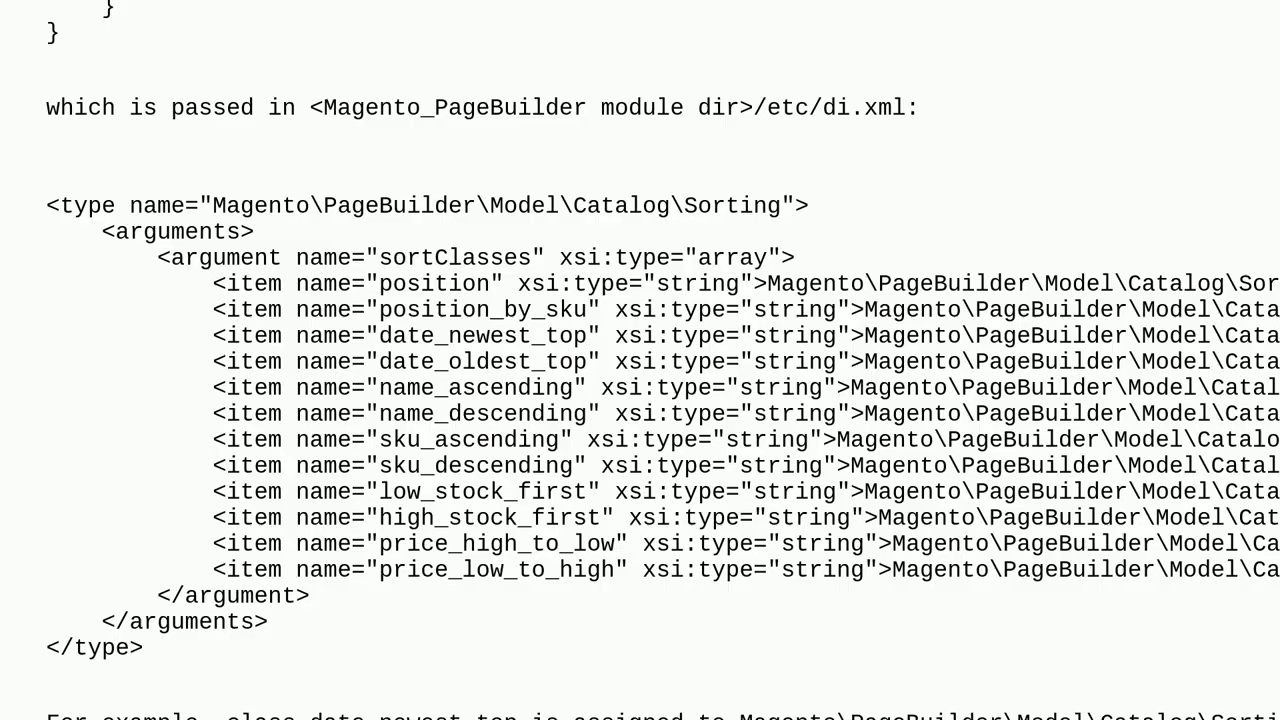 }
}
which is passed in <Magento_PageBuilder module dir>/etc/di.xml:
<type name="Magento\PageBuilder\Model\Catalog\Sorting">
<arguments>
<argument name="sortClasses" xsi:type="array">
<item name="position" xsi:type="string">Magento\PageBuilder\Model\Catalog\Sor
<item name="position_by_sku" xsi:type="string">Magento\PageBuilder\Model\Cata
<item name="date_newest_top" xsi:type="string">Magento\PageBuilder\Model\Cata
<item name="date_oldest_top" xsi:type="string">Magento\PageBuilder\Model\Cata
<item name="name_ascending" xsi:type="string">Magento\PageBuilder\Model\Catal
<item name="name_descending" xsi:type="string">Magento\PageBuilder\Model\Cata
<item name="sku_ascending" xsi:type="string">Magento\PageBuilder\Model\Catalo
<item name="sku_descending" xsi:type="string">Magento\PageBuilder\Model\Catal
<item name="low_stock_first" xsi:type="string">Magento\PageBuilder\Model\Cata
<item name="high_stock_first" xsi:type="string">Magento\PageBuilder\Model\Cat
<item name="price_high_to_low" xsi:type="string">Magento\PageBuilder\Model\Ca
<item name="price_low_to_high" xsi:type="string">Magento\PageBuilder\Model\Ca
</argument>
</arguments>
</type>